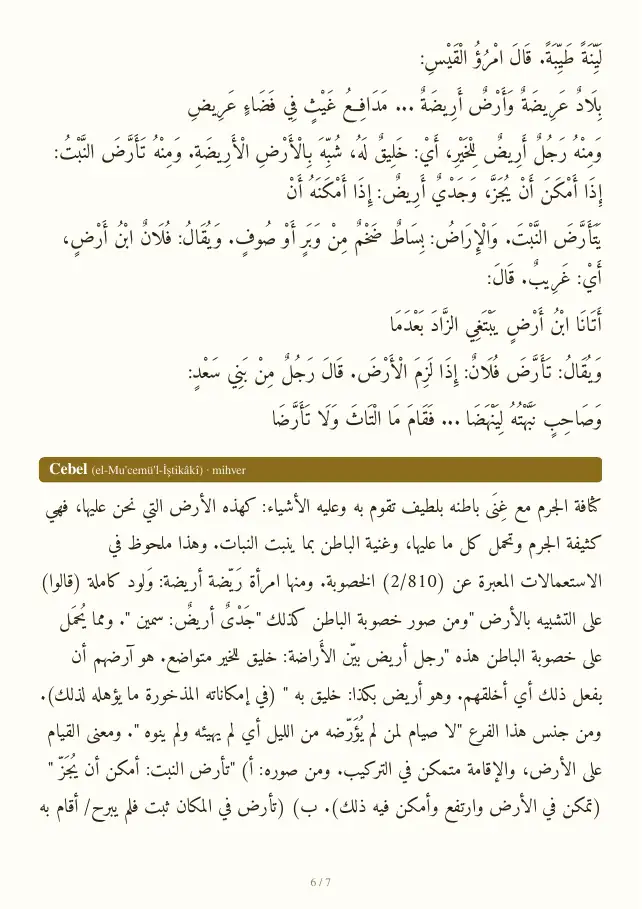 لَيِّنَةً طَيِّبَةً. قَالَ امْرُؤُ الْقَيْسِ:
بِلَادٌ عَرِيضَةٌ وَأَرْضٌ أَرِيضَةٌ ... مَدَافِعُ غَيْثٍ فِي فَضَاءٍ عَرِيضِ
وَمِنْهُ رَجُلٌ أَرِيضٌ لِلْخَيْرِ، أَيْ: خَلِيقٌ لَهُ، شُبِّهَ بِالْأَرْضِ الْأَرِيضَةِ. وَمِنْهُ تَأَرَّضَ النَّبْتُ:
إِذَا أَمْكَنَ أَنْ يُجَزَّ، وَجَدْيٌ أَرِيضٌ: إِذَا أَمْكَنَهُ أَنْ
يَتَأَرَّضَ النَّبْتَ. وَالْإِرَاضُ: بِسَاطٌ ضَخْمٌ مِنْ وَبَرٍ أَوْ صُوفٍ. وَيُقَالُ: فُلَانٌ ابْنُ أَرْضٍ،
أَيْ: غَرِيبٌ. قَالَ:
أَتَانَا ابْنُ أَرْضٍ يَبْتَغِي الزَّادَ بَعْدَمَا
وَيُقَالُ: تَأَرَّضَ فُلَانٌ: إِذَا لَزِمَ الْأَرْضَ. قَالَ رَجُلٌ مِنْ بَنِي سَعْدٍ:
وَصَاحِبٍ نَبَّهْتُهُ لِيَنْهَضَا ... فَقَامَ مَا الْتَاثَ وَلَا تَأَرَّضَا
Cebel (el-Mu'cemü'l-İştikâkî) · mihver
كثافة الجرم مع غِنَى باطنه بلطيف تقوم به وعليه الأشياء: كهذه الأرض التي نحن عليها، فهي
كثيفة الجرم وتحمل كل ما عليها، وغنية الباطن بما ينبت النبات. وهذا ملحوظ في
الاستعمالات المعبرة عن (2/810) الخصوبة. ومنها امرأة رَيّضة أريضة: وَلود كاملة (قالوا)
على التشبيه بالأرض "ومن صور خصوبة الباطن كذلك "جَدْىٌ أريضٌ: سمين ". ومما يُحمَل
على خصوبة الباطن هذه "رجل أريض بيّن الأَراضة: خليق للخير متواضع. هو آرضهم أن
بفعل ذلك أي أخلقهم. وهو أريض بكذا: خليق به " (في إمكاناته المذخورة ما يؤهله لذلك).
ومن جنس هذا الفرع "لا صيام لمن لم يُؤَرّضه من الليل أي لم يهيئه ولم ينوه ". ومعنى القيام
على الأرض، والإقامة متمكن في التركيب. ومن صوره: أ) "تأرض النبت: أمكن أن يُجَزّ "
(تمكن في الأرض وارتفع وأمكن فيه ذلك). ب) (تأرض في المكان ثبت فلم يبرح/ أقام به
6 / 7